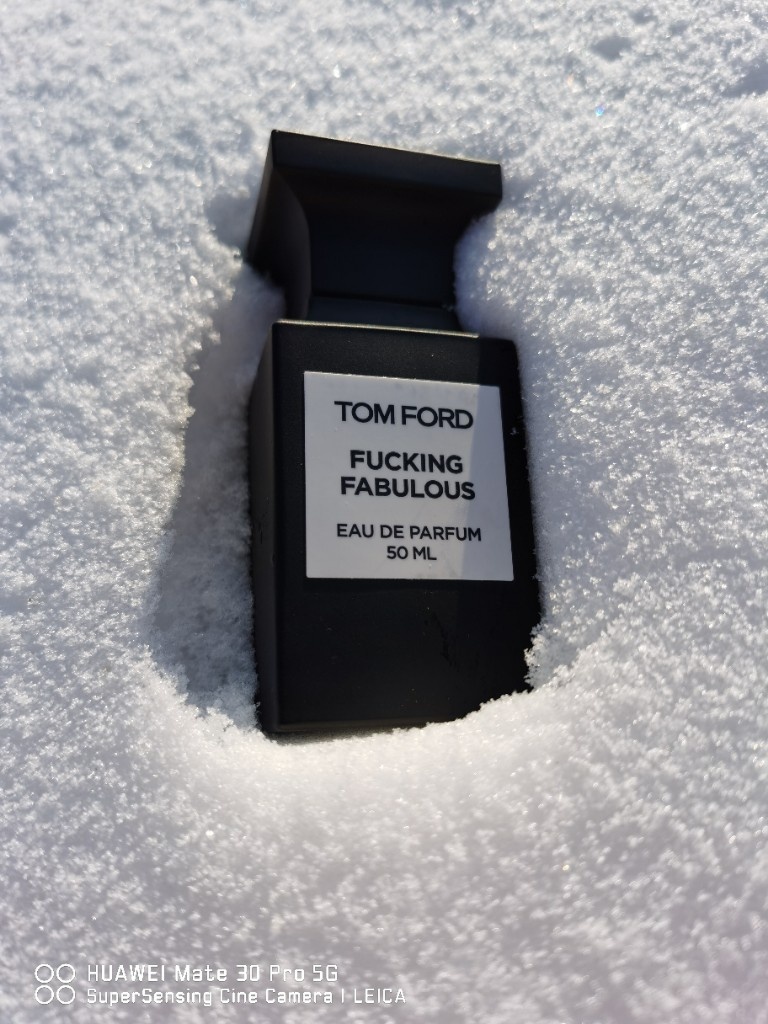 TOM FORD
FUCKING
FABULOUS
EAU DE PARFUM
50 ML
HUAWEI Mate 30 Pro 5G
SuperSensing Cine Camera | LEICA